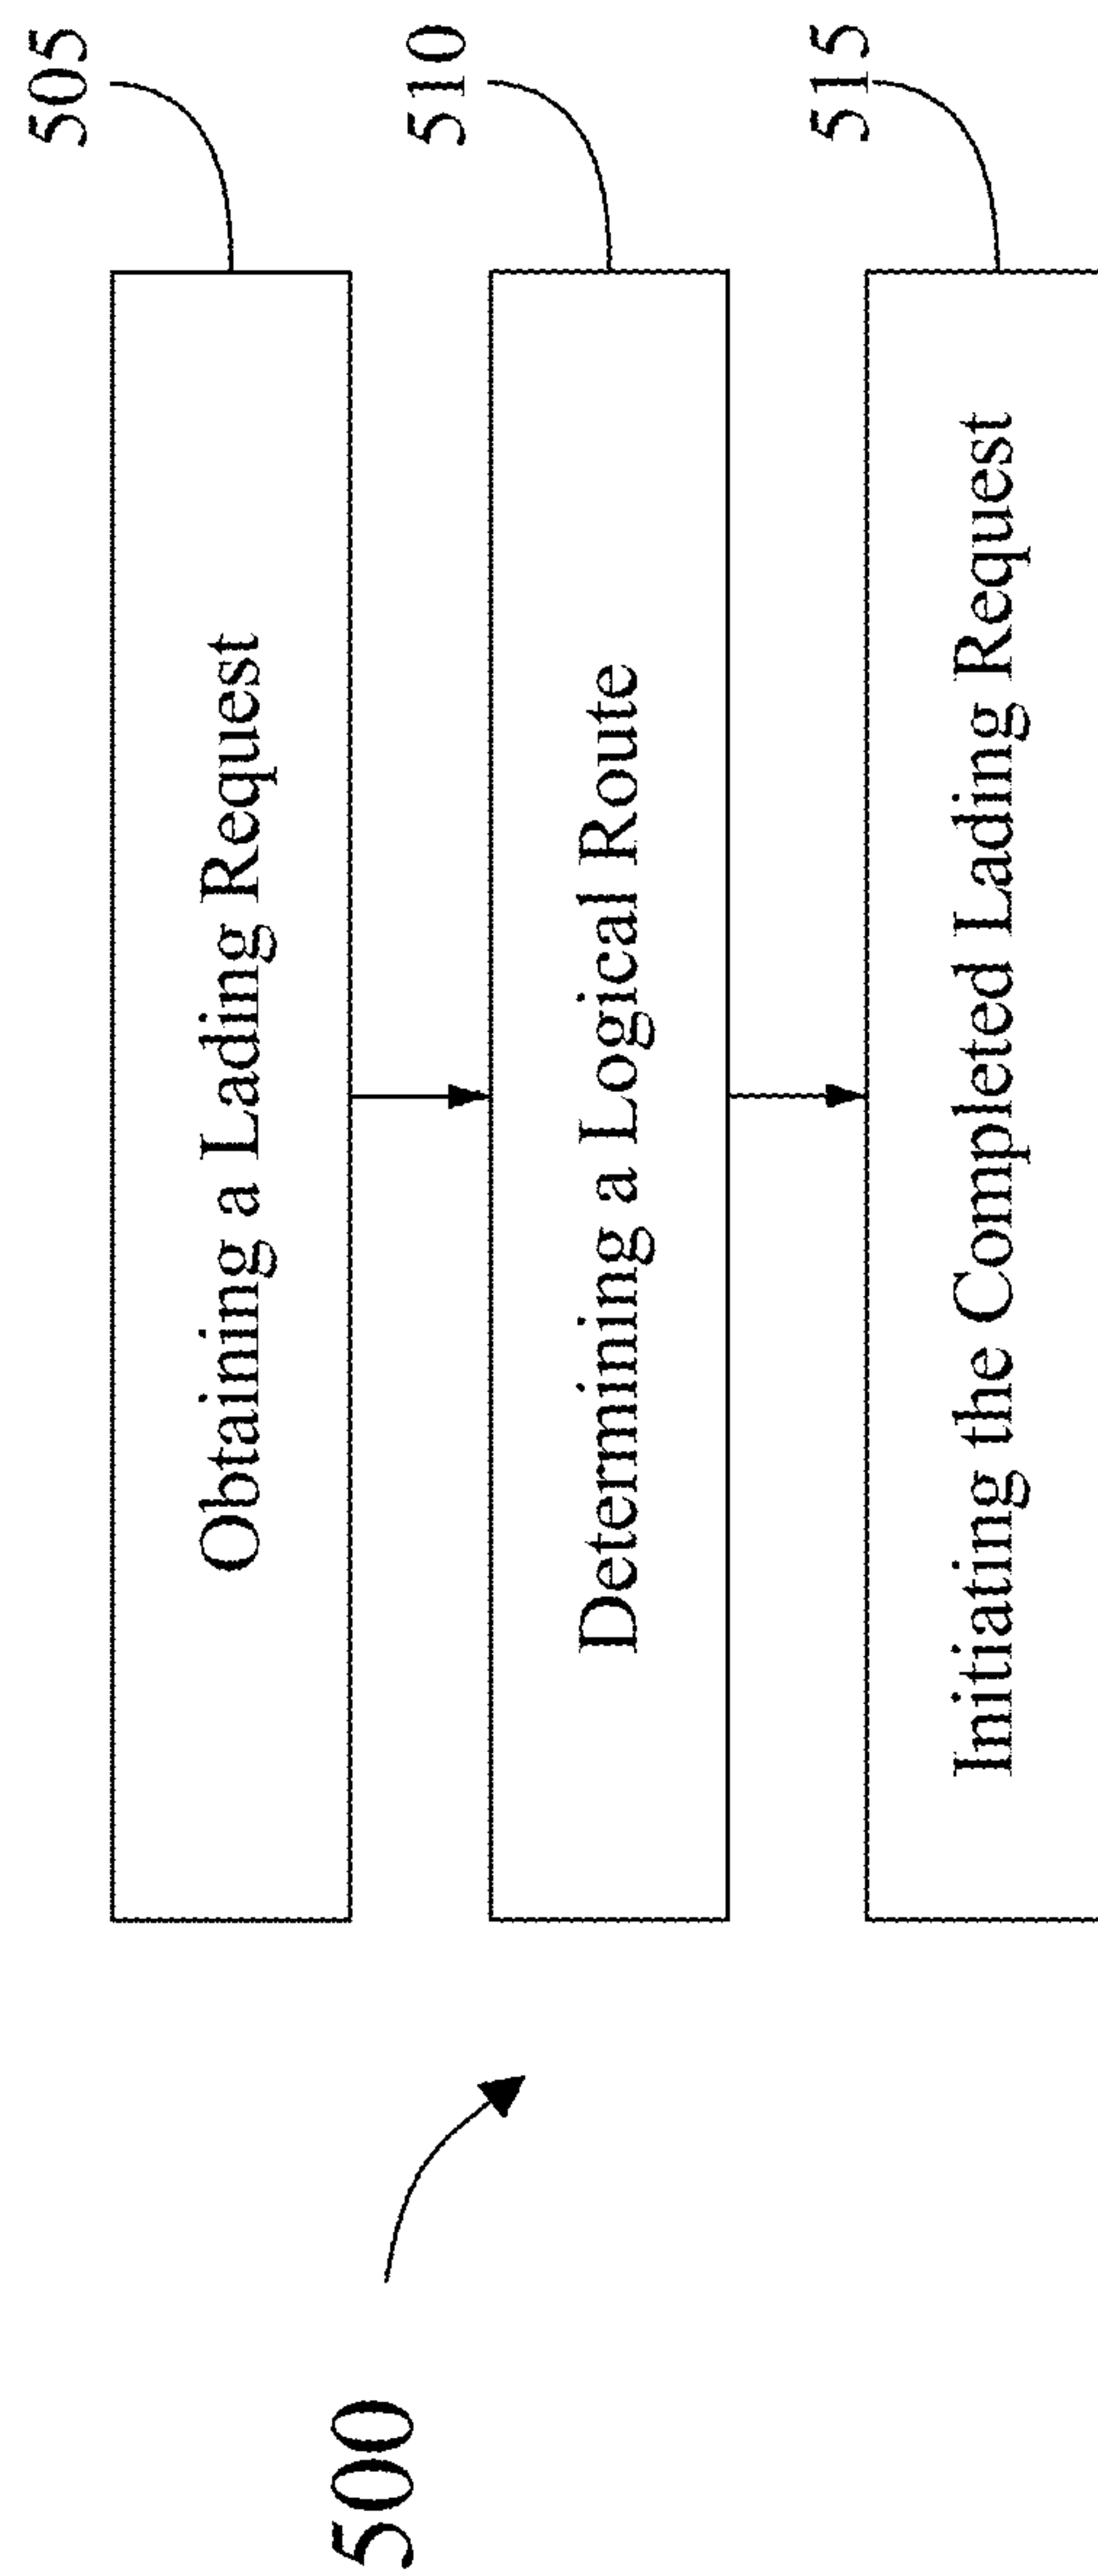 500
Obtaining a Lading Request
505
Determining a Logical Route
510
Initiating the Completed Lading Request
515